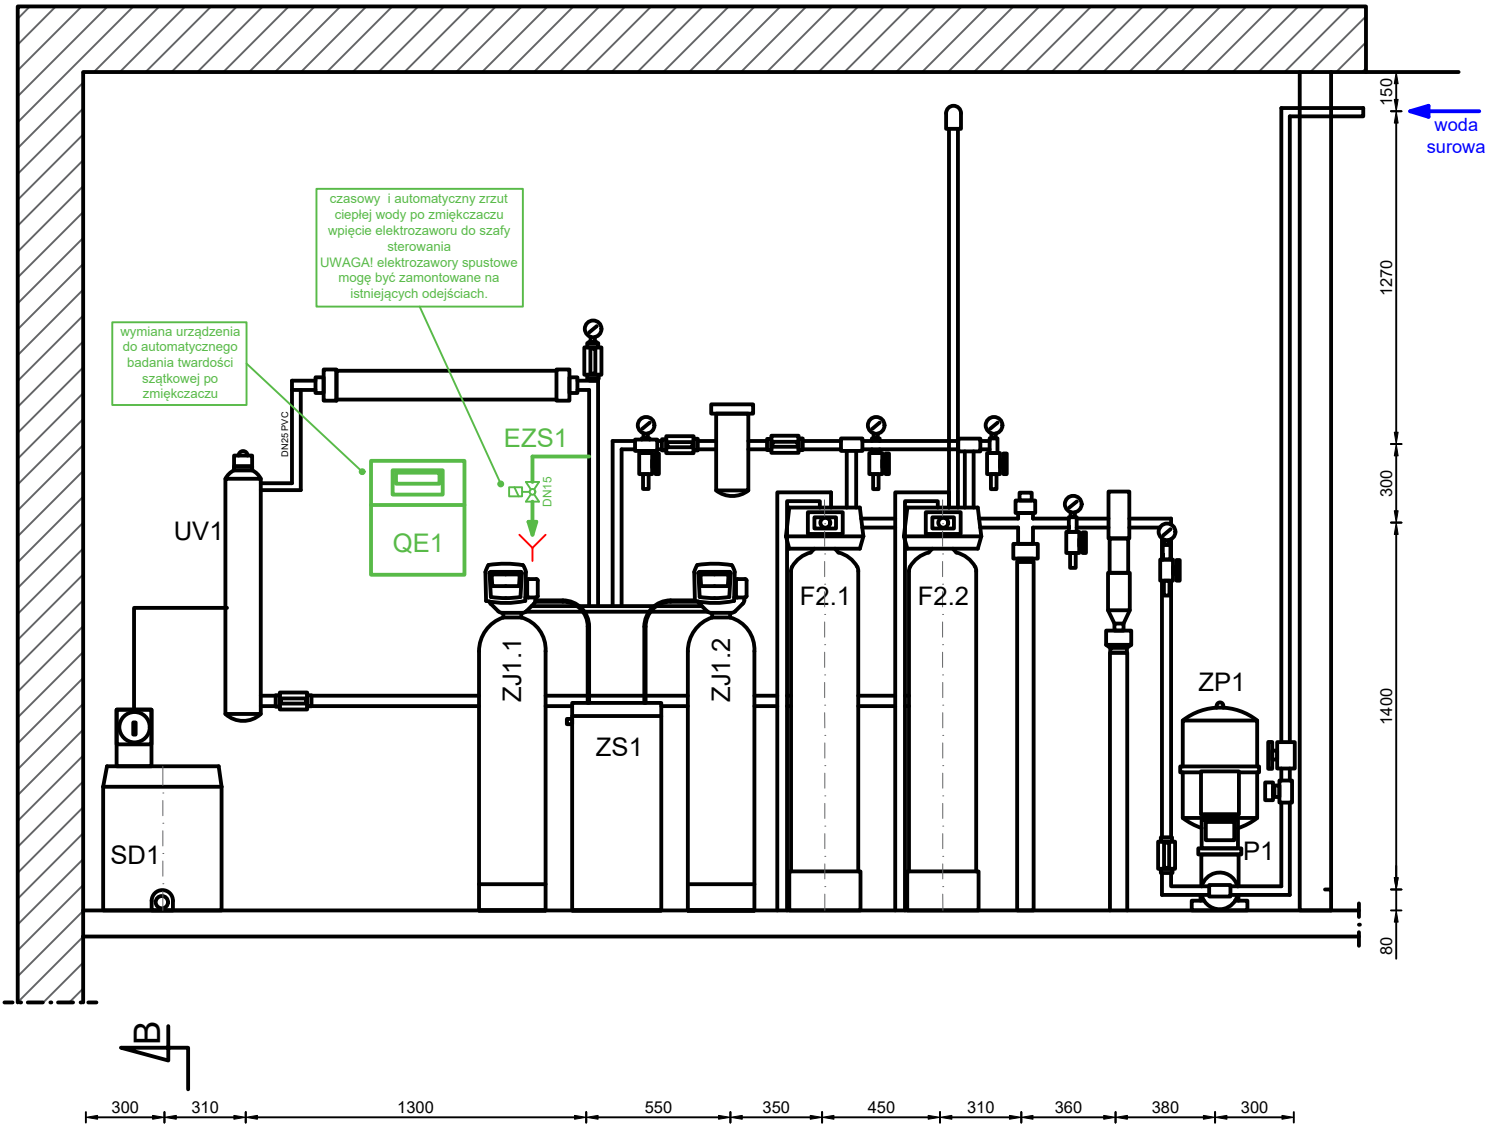 150
woda
surowa
czasowy i automatyczny zrzut
ciepłej wody po zmiękczaczu
wpięcie elektrozaworu do szafy
sterowania
UWAGA! elektrozawory spustowe
mogę być zamontowane na
istniejących odejściach.
1270
wymiana urządzenia
do automatycznego
badania twardości
szątkowej po
zmiękczaczu
DN25 PVC
EZS1
DN15
300
UV1
QE1
F2.1
F2.2
ZJ1.1
ZJ1.2
ZP1
1400
ZS1
SD1
P1
80
B
300 310 1300 550 350 450 310 360 380 300